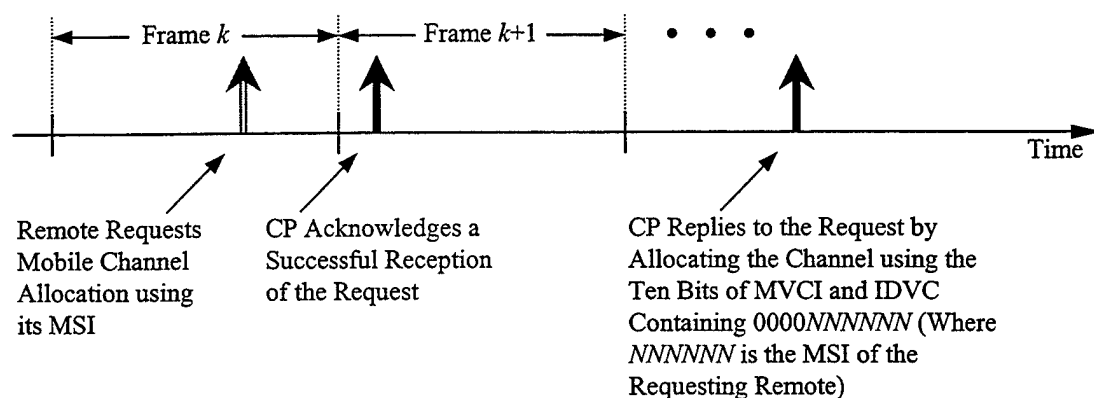 Frame k
Frame k+1
• • •
Time
Remote Requests
Mobile Channel
Allocation using
its MSI
CP Acknowledges a
Successful Reception
of the Request
CP Replies to the Request by
Allocating the Channel using the
Ten Bits of MVCI and IDVC
Containing 0000NNNNNN (Where
NNNNNN is the MSI of the
Requesting Remote)